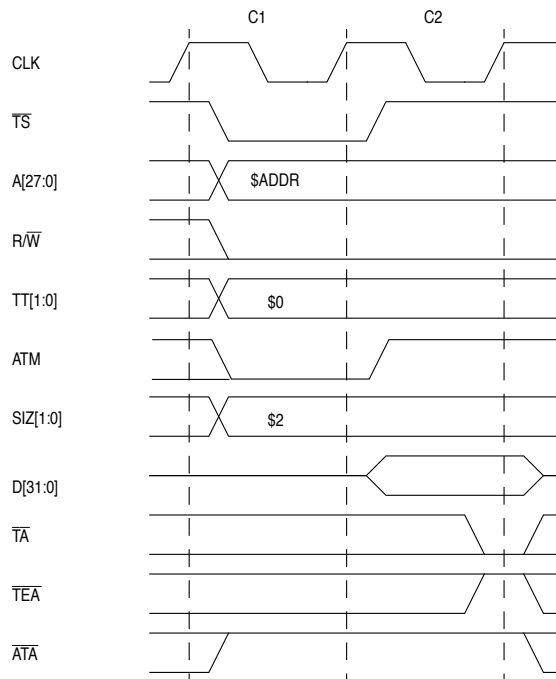 C1 C2
CLK
TS
A[27:0] $ADDR
R/W
TT[1:0] $0
ATM
SIZ[1:0] $2
D[31:0]
TA
TEA
ATA